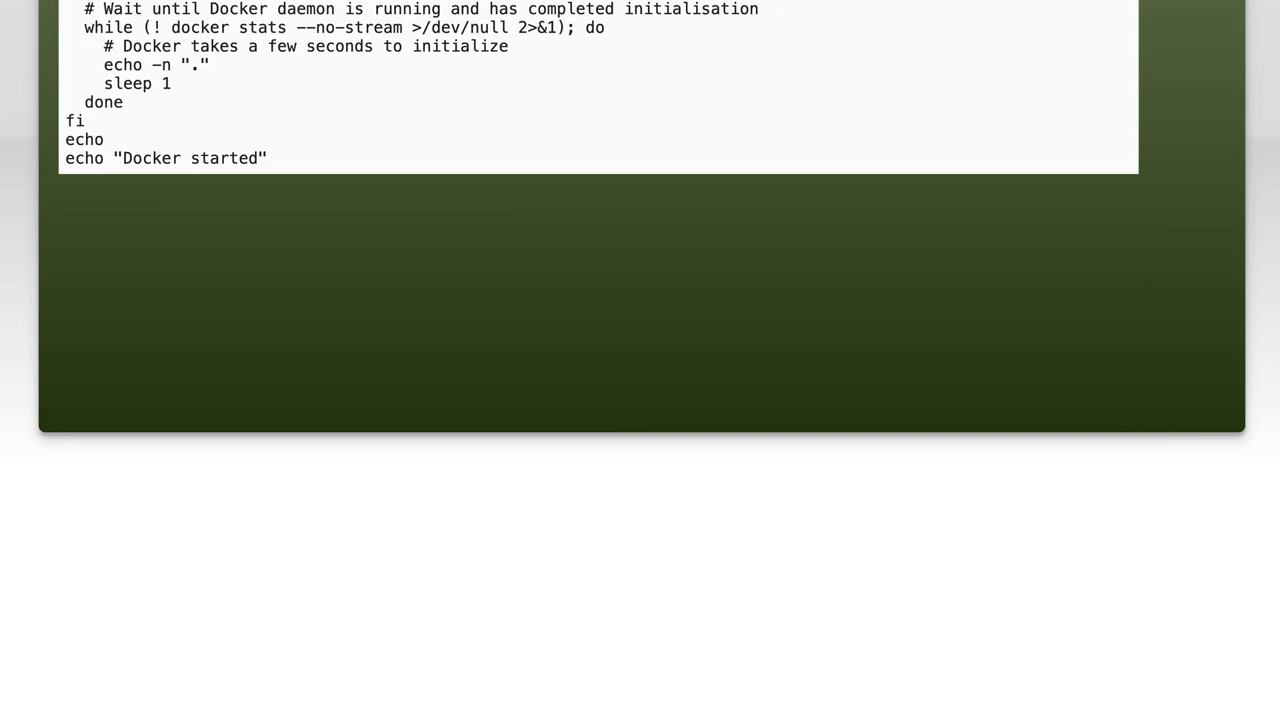 # Wait until Docker daemon is running and has completed initialisation
  while (! docker stats --no-stream >/dev/null 2>&1); do
    # Docker takes a few seconds to initialize
    echo -n "."
    sleep 1
  done
fi
echo
echo "Docker started"